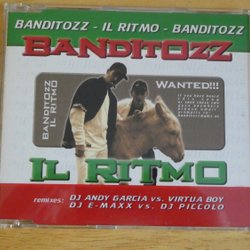 BANDITOZZ - IL RITMO - BANDITOZZ
BANDITOZZ
BANDITOZZ
IL RITMO
WANTED!!!
IL RITMO
remixes: DJ ANDY GARCIA vs. VIRTUA BOY
DJ E-MAXX vs. DJ PICCOLO